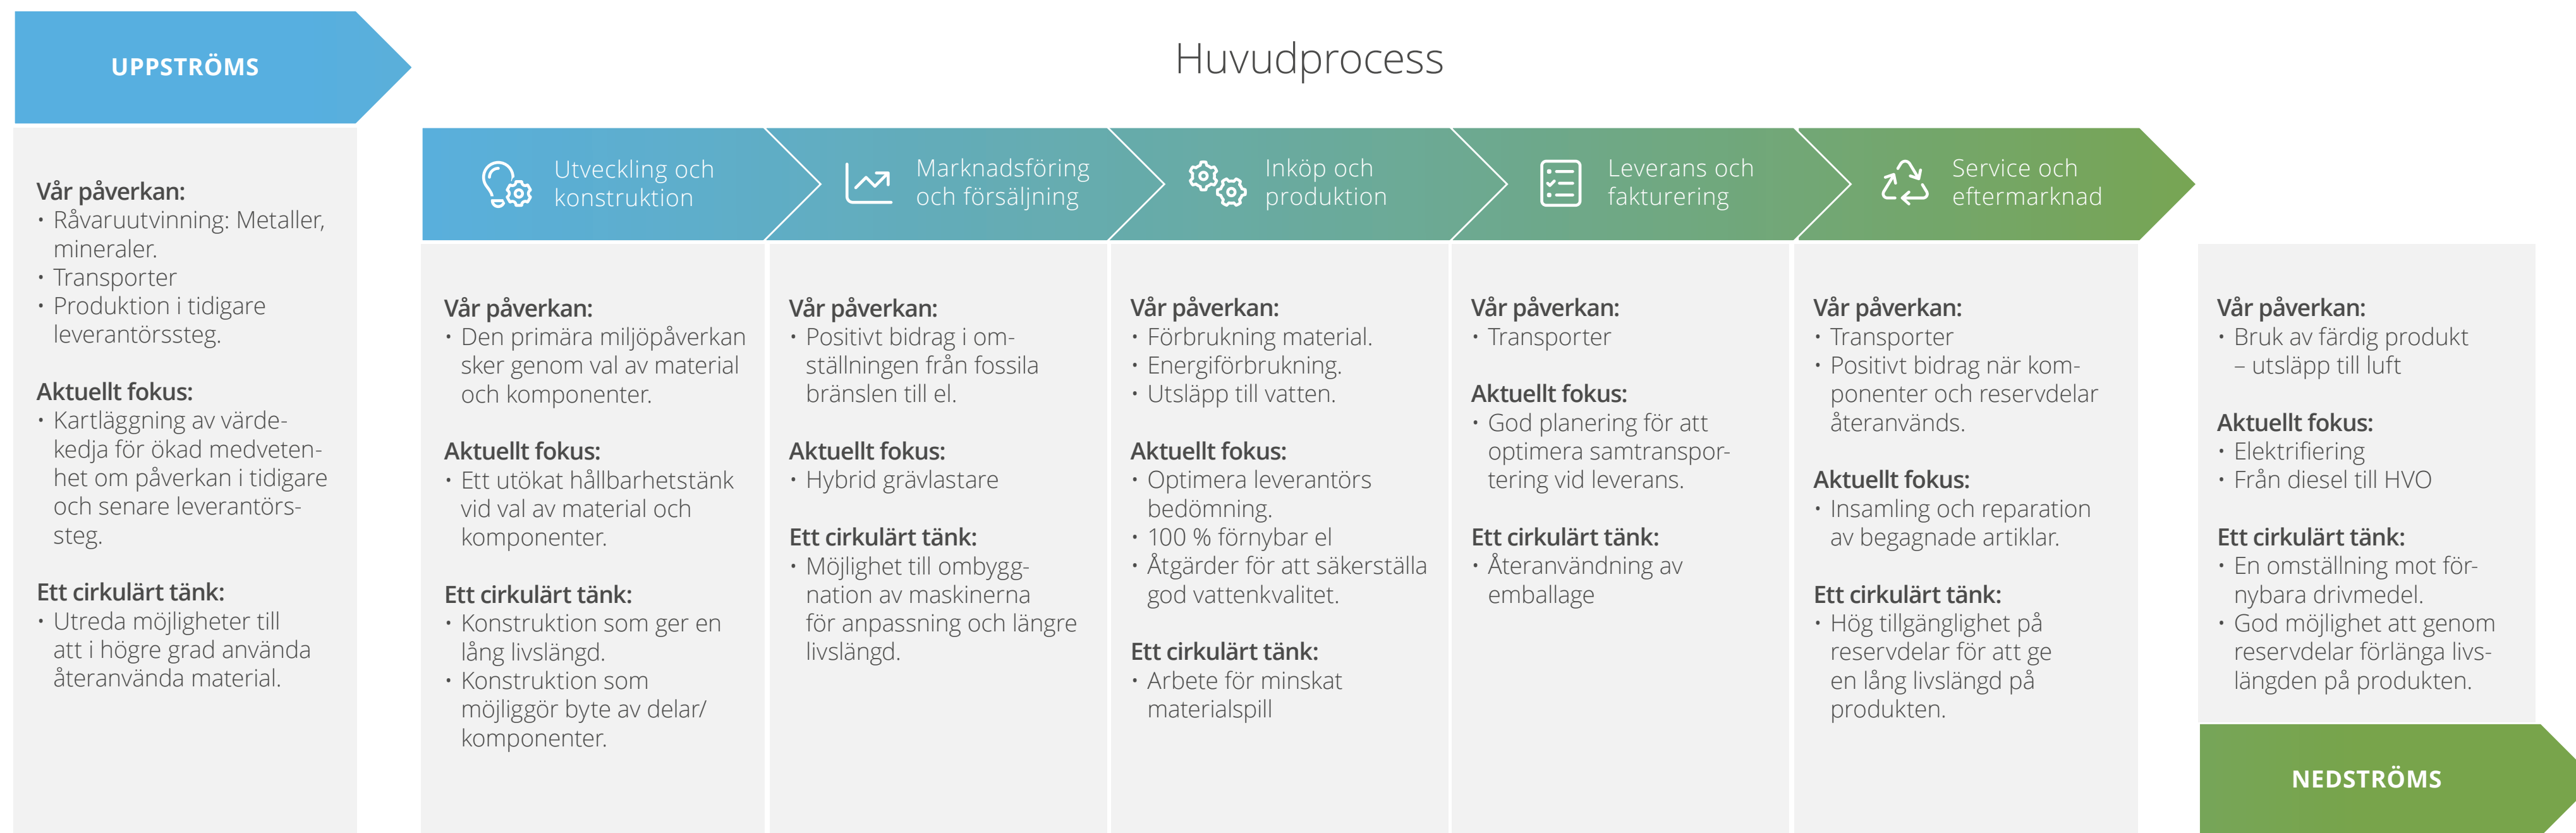 UPPSTRÖMS
Vår påverkan:
• Råvaruutvinning: Metaller,
mineraler.
• Transporter
• Produktion i tidigare
leverantörssteg.
Aktuellt fokus:
• Kartläggning av värde-
kedja för ökad medveten-
het om påverkan i tidigare
och senare leverantörs-
steg.
Ett cirkulärt tänk:
• Utreda möjligheter till
att i högre grad använda
återanvända material.
Huvudprocess
Utveckling och
konstruktion
Vår påverkan:
• Den primära miljöpåverkan
sker genom val av material
och komponenter.
Aktuellt fokus:
• Ett utökat hållbarhetstänk
vid val av material och
komponenter.
Ett cirkulärt tänk:
• Konstruktion som ger en
lång livslängd.
• Konstruktion som
möjliggör byte av delar/
komponenter.
Marknadsföring
och försäljning
Vår påverkan:
• Positivt bidrag i om-
ställningen från fossila
bränslen till el.
Aktuellt fokus:
• Hybrid grävlastare
Ett cirkulärt tänk:
• Möjlighet till ombygg-
nation av maskinerna
för anpassning och längre
livslängd.
Inköp och
produktion
Vår påverkan:
• Förbrukning material.
• Energiförbrukning.
• Utsläpp till vatten.
Aktuellt fokus:
• Optimera leverantörs
bedömning.
• 100 % förnybar el
• Åtgärder för att säkerställa
god vattenkvalitet.
Ett cirkulärt tänk:
• Arbete för minskat
materialspill
Leverans och
fakturering
Vår påverkan:
• Transporter
Aktuellt fokus:
• God planering för att
optimera samtranspor-
tering vid leverans.
Ett cirkulärt tänk:
• Återanvändning av
emballage
Service och
eftermarknad
Vår påverkan:
• Transporter
• Positivt bidrag när kom-
ponenter och reservdelar
återanvänds.
Aktuellt fokus:
• Insamling och reparation
av begagnade artiklar.
Ett cirkulärt tänk:
• Hög tillgänglighet på
reservdelar för att ge
en lång livslängd på
produkten.
Vår påverkan:
• Bruk av färdig produkt
– utsläpp till luft
Aktuellt fokus:
• Elektrifiering
• Från diesel till HVO
Ett cirkulärt tänk:
• En omställning mot för-
nybara drivmedel.
• God möjlighet att genom
reservdelar förlänga livs-
längden på produkten.
NEDSTRÖMS